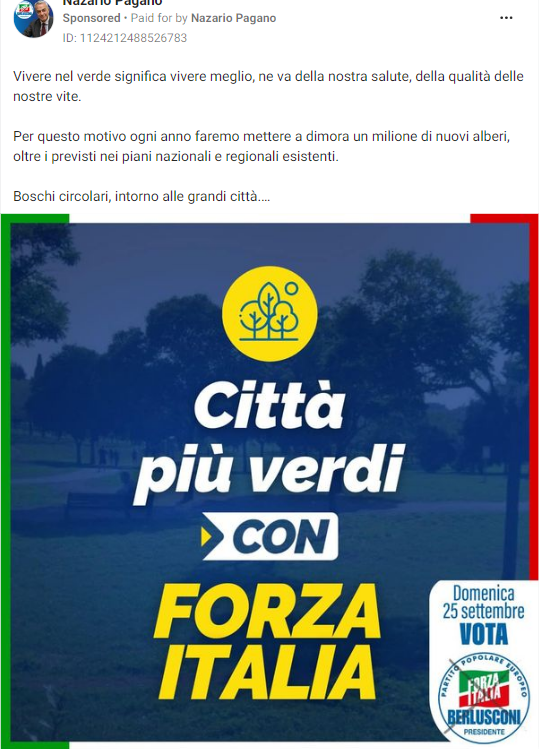 Nazario Pagano
Sponsored • Paid for by Nazario Pagano
ID: 1124212488526783
Vivere nel verde significa vivere meglio, ne va della nostra salute, della qualità delle
nostre vite.
Per questo motivo ogni anno faremo mettere a dimora un milione di nuovi alberi,
oltre i previsti nei piani nazionali e regionali esistenti.
Boschi circolari, intorno alle grandi città....
Città
più verdi
CON
FORZA
ITALIA
Domenica
25 settembre
VOTA
PARTITO POPOLARE EUROPEO
FORZA
ITALIA
BERLUSCONI
PRESIDENTE